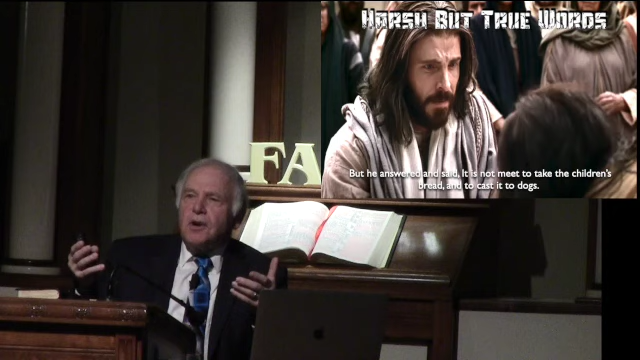 Harsh But True Words
But he answered and said, It is not meet to take the children's
bread, and to cast it to dogs.
FA